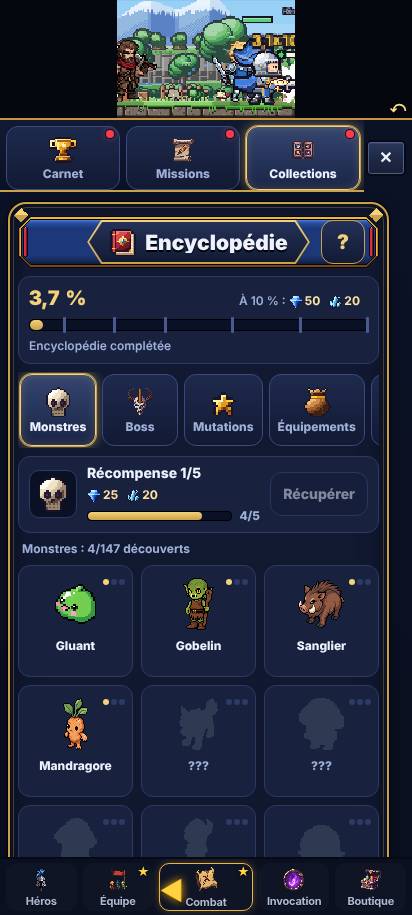 Carnet
Missions
Collections
×
Encyclopédie
?
3,7 %
À 10 % : 50 20
Encyclopédie complétée
Monstres
Boss
Mutations
Équipements
Récompense 1/5
25 20
Récupérer
4/5
Monstres : 4/147 découverts
Gluant
Gobelin
Sanglier
Mandragore
???
???
Héros
Équipe
Combat
Invocation
Boutique